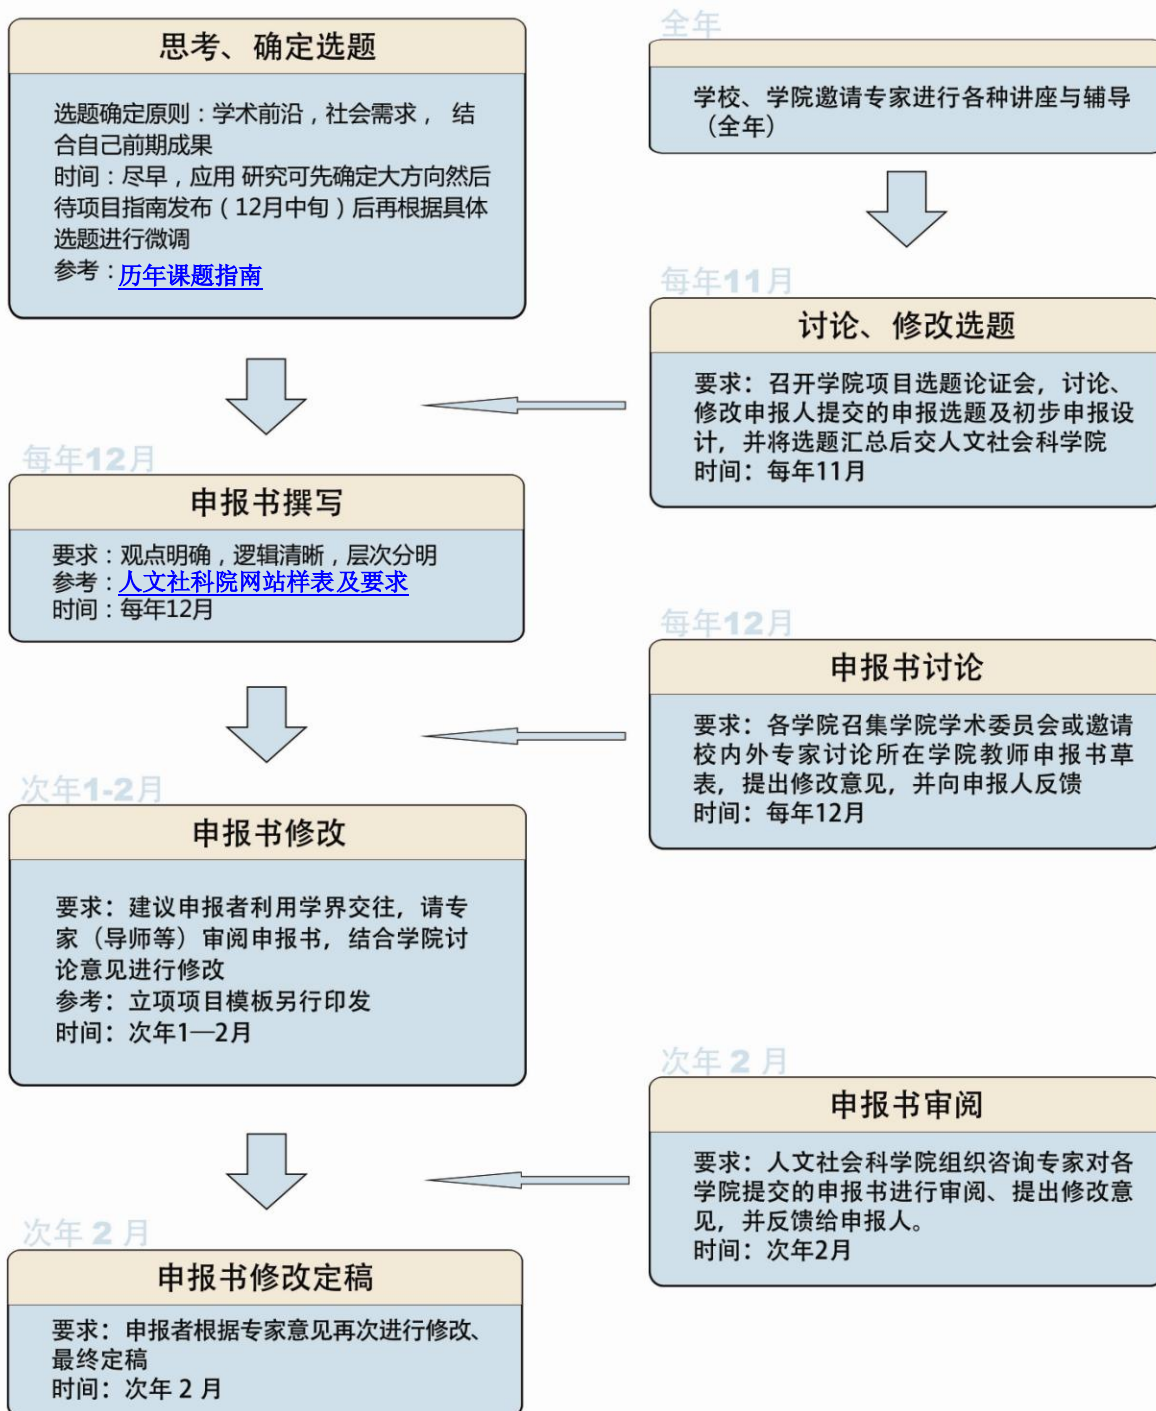 思考、确定选题
选题确定原则：学术前沿，社会需求， 结
合自己前期成果
时间：尽早，应用 研究可先确定大方向然后
待项目指南发布（12月中旬）后再根据具体
选题进行微调
参考：历年课题指南
全年
学校、学院邀请专家进行各种讲座与辅导
（全年）
每年11月
讨论、修改选题
要求：召开学院项目选题论证会，讨论、
修改申报人提交的申报选题及初步申报设
计，并将选题汇总后交人文社会科学院
时间：每年11月
每年12月
申报书撰写
要求：观点明确，逻辑清晰，层次分明
参考：人文社科院网站样表及要求
时间：每年12月
每年12月
申报书讨论
要求：各学院召集学院学术委员会或邀请
校内外专家讨论所在学院教师申报书草
表，提出修改意见，并向申报人反馈
时间：每年12月
次年1-2月
申报书修改
要求：建议申报者利用学界交往，请专
家（导师等）审阅申报书，结合学院讨
论意见进行修改
参考：立项项目模板另行印发
时间：次年1—2月
次年 2 月
申报书审阅
要求：人文社会科学院组织咨询专家对各
学院提交的申报书进行审阅、提出修改意
见，并反馈给申报人。
时间：次年2月
次年 2 月
申报书修改定稿
要求：申报者根据专家意见再次进行修改、
最终定稿
时间：次年 2 月